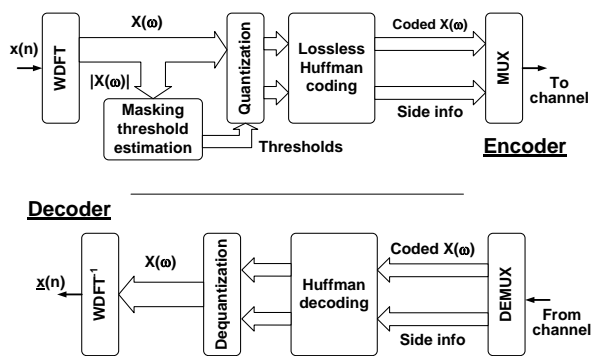 x(n)
WDFT
X(ω)
|X(ω)|
Masking
threshold
estimation
Quantization
Thresholds
Lossless
Huffman
coding
Coded X(ω)
Side info
MUX
To
channel
Encoder
Decoder
x(n)
WDFT⁻¹
X(ω)
Dequantization
Huffman
decoding
Coded X(ω)
Side info
DEMUX
From
channel